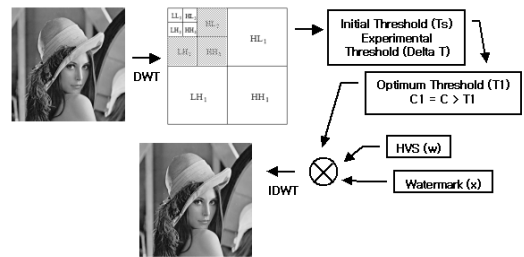 DWT
LL₃ HL₃
LH₃ HH₃
HL₂
LH₂
HH₂
HL₁
LH₁
HH₁
Initial Threshold (Ts)
Experimental
Threshold (Delta T)
Optimum Threshold (T1)
C1 = C > T1
HVS (w)
Watermark (x)
IDWT